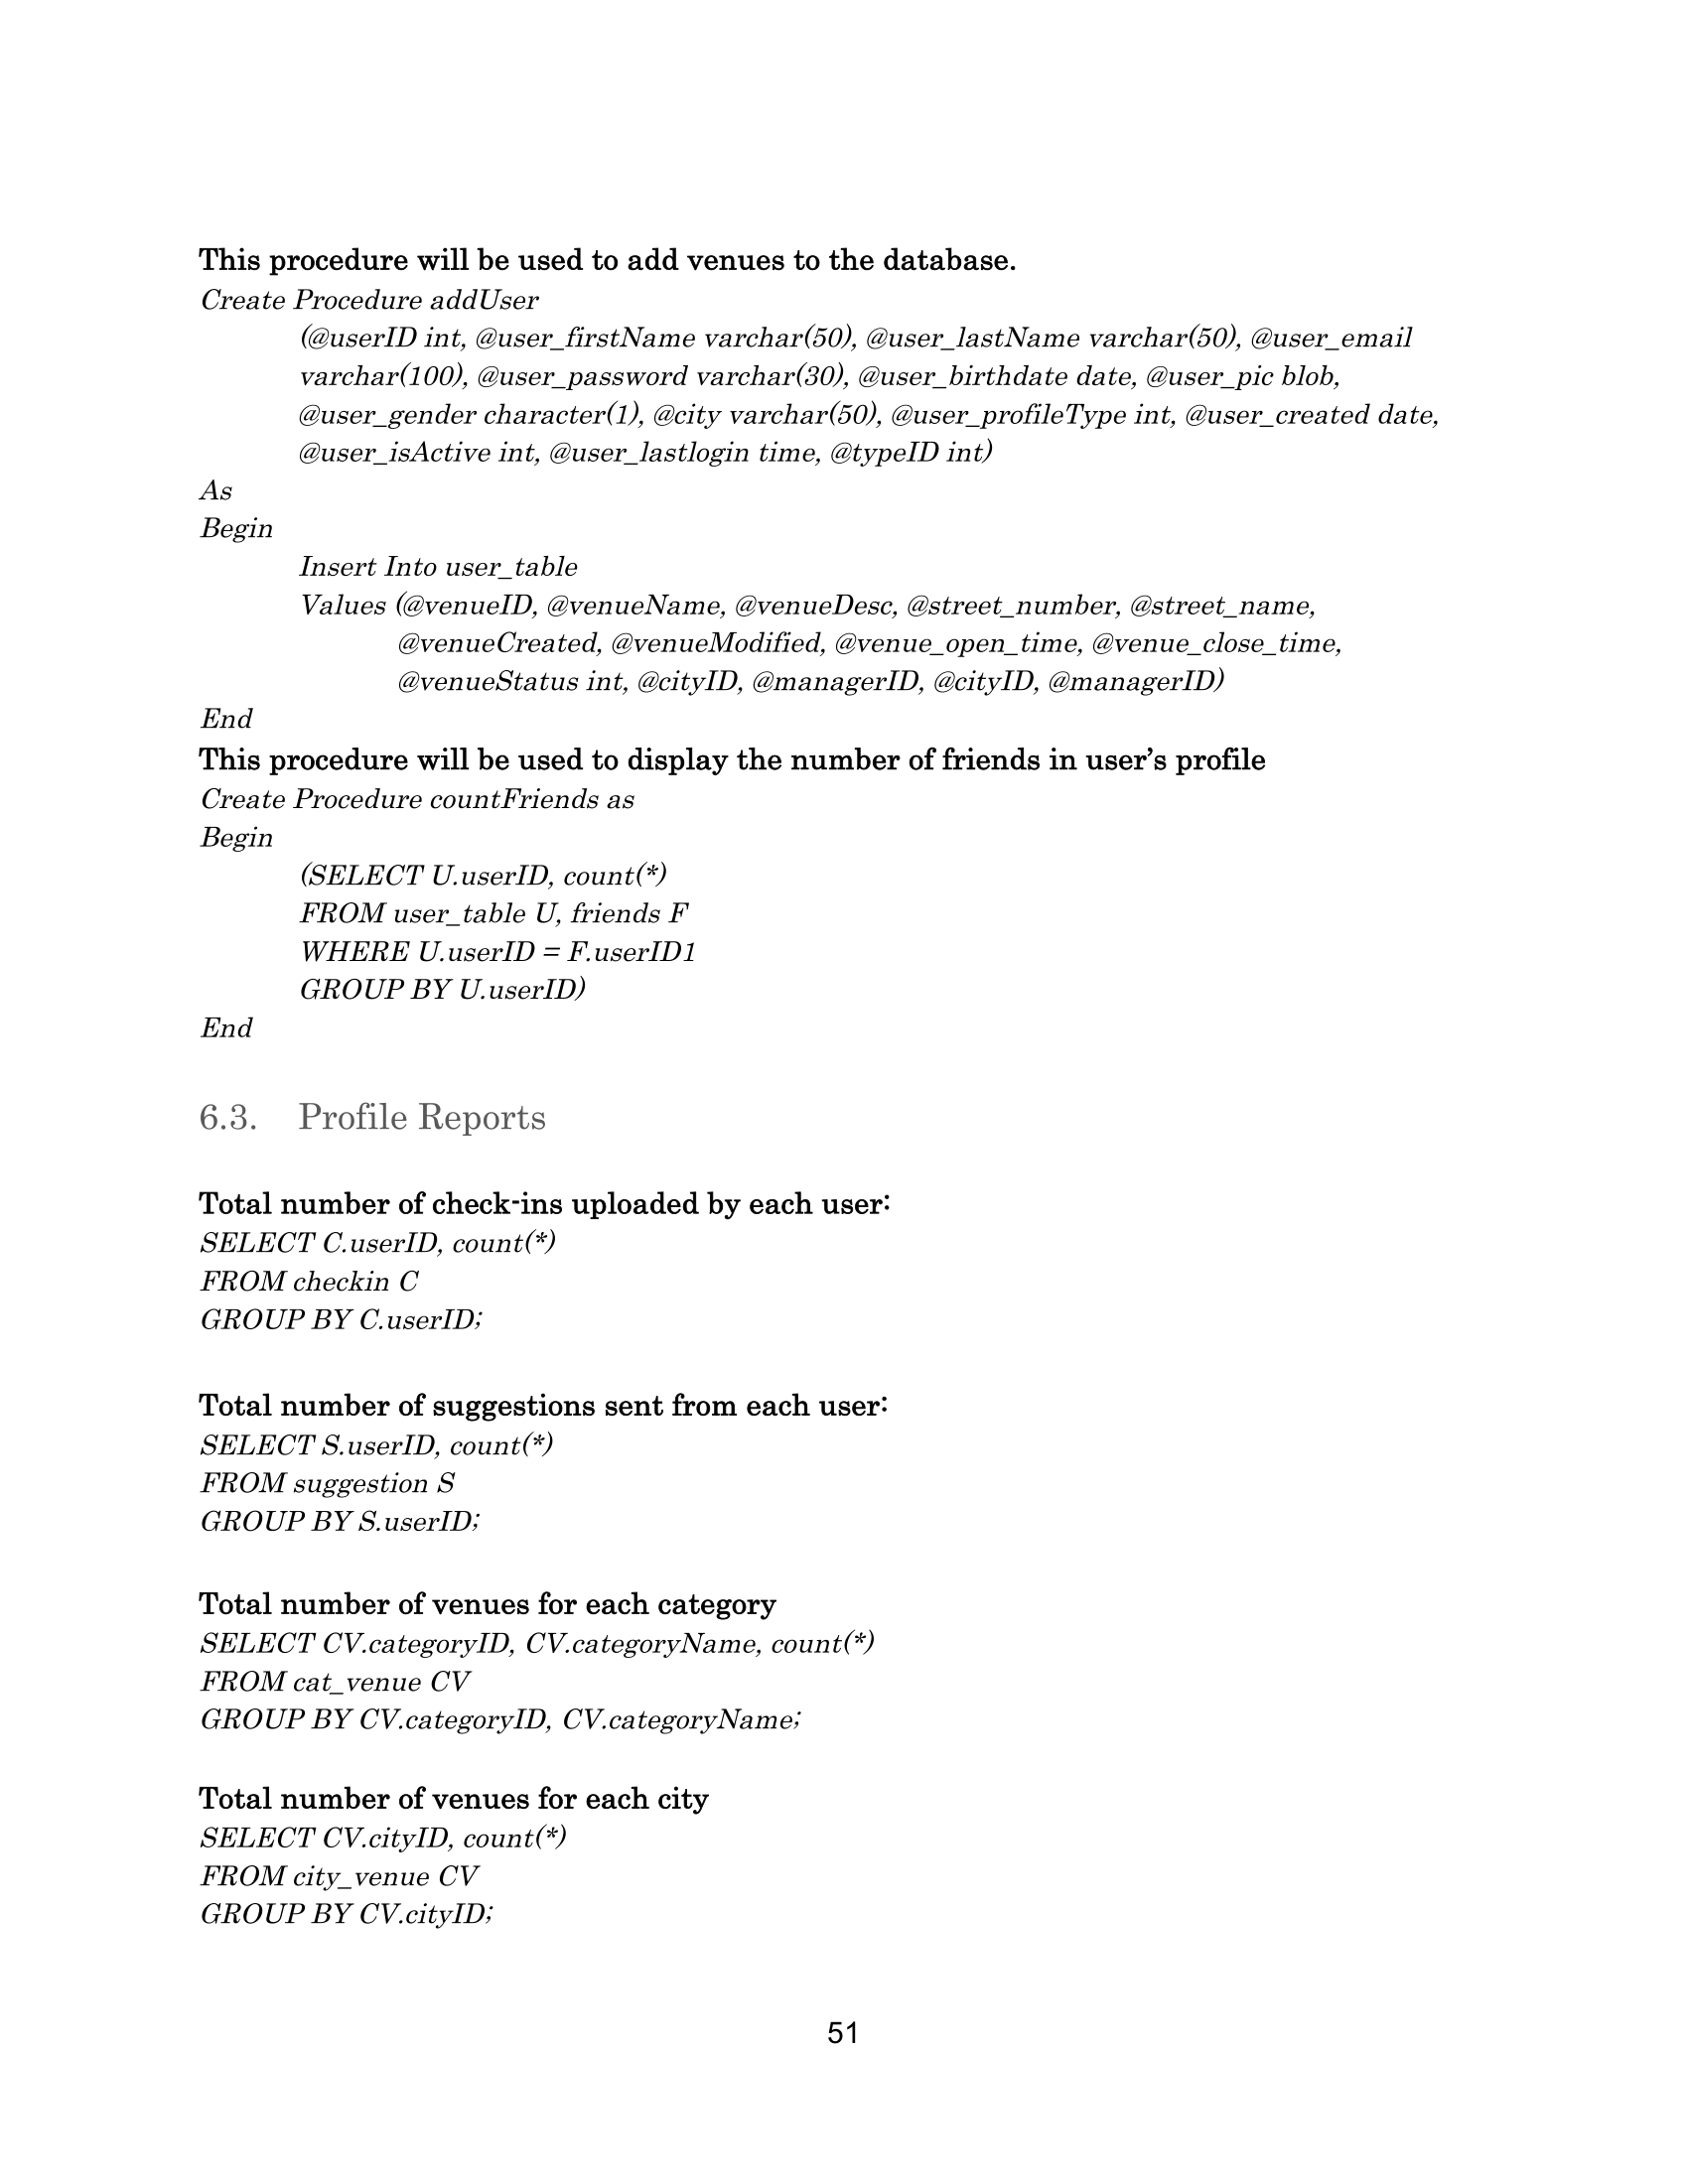 This procedure will be used to add venues to the database.
Create Procedure addUser
(@userID int, @user_firstName varchar(50), @user_lastName varchar(50), @user_email
varchar(100), @user_password varchar(30), @user_birthdate date, @user_pic blob,
@user_gender character(1), @city varchar(50), @user_profileType int, @user_created date,
@user_isActive int, @user_lastlogin time, @typeID int)
As
Begin
Insert Into user_table
Values (@venueID, @venueName, @venueDesc, @street_number, @street_name,
@venueCreated, @venueModified, @venue_open_time, @venue_close_time,
@venueStatus int, @cityID, @managerID, @cityID, @managerID)
End
This procedure will be used to display the number of friends in user’s profile
Create Procedure countFriends as
Begin
(SELECT U.userID, count(*)
FROM user_table U, friends F
WHERE U.userID = F.userID1
GROUP BY U.userID)
End
6.3. Profile Reports
Total number of check-ins uploaded by each user:
SELECT C.userID, count(*)
FROM checkin C
GROUP BY C.userID;
Total number of suggestions sent from each user:
SELECT S.userID, count(*)
FROM suggestion S
GROUP BY S.userID;
Total number of venues for each category
SELECT CV.categoryID, CV.categoryName, count(*)
FROM cat_venue CV
GROUP BY CV.categoryID, CV.categoryName;
Total number of venues for each city
SELECT CV.cityID, count(*)
FROM city_venue CV
GROUP BY CV.cityID;
51